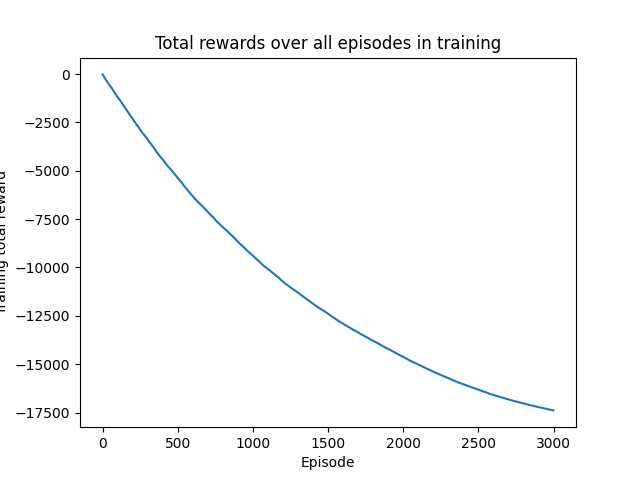 Total rewards over all episodes in training
Training total reward
0
−2500
−5000
−7500
−10000
−12500
−15000
−17500
0 500 1000 1500 2000 2500 3000
Episode